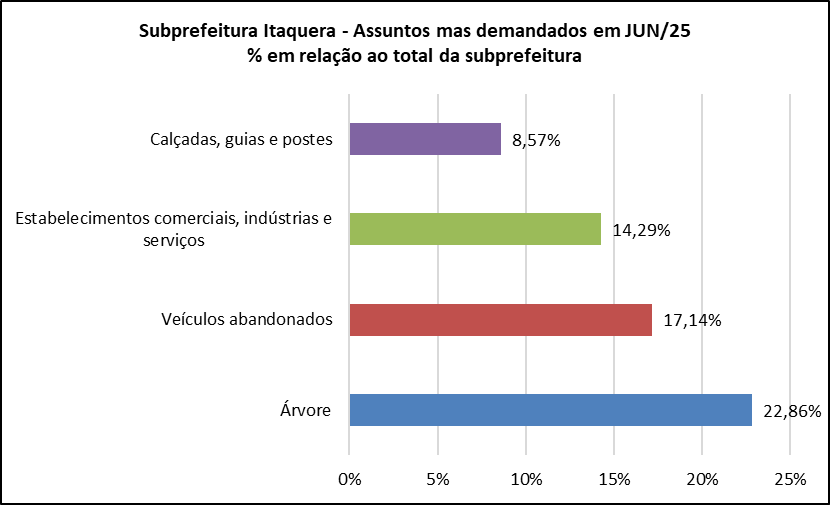 Subprefeitura Itaquera - Assuntos mas demandados em JUN/25
% em relação ao total da subprefeitura
Calçadas, guias e postes
8,57%
Estabelecimentos comerciais, indústrias e
serviços
14,29%
Veículos abandonados
17,14%
Árvore
22,86%
0%
5%
10%
15%
20%
25%